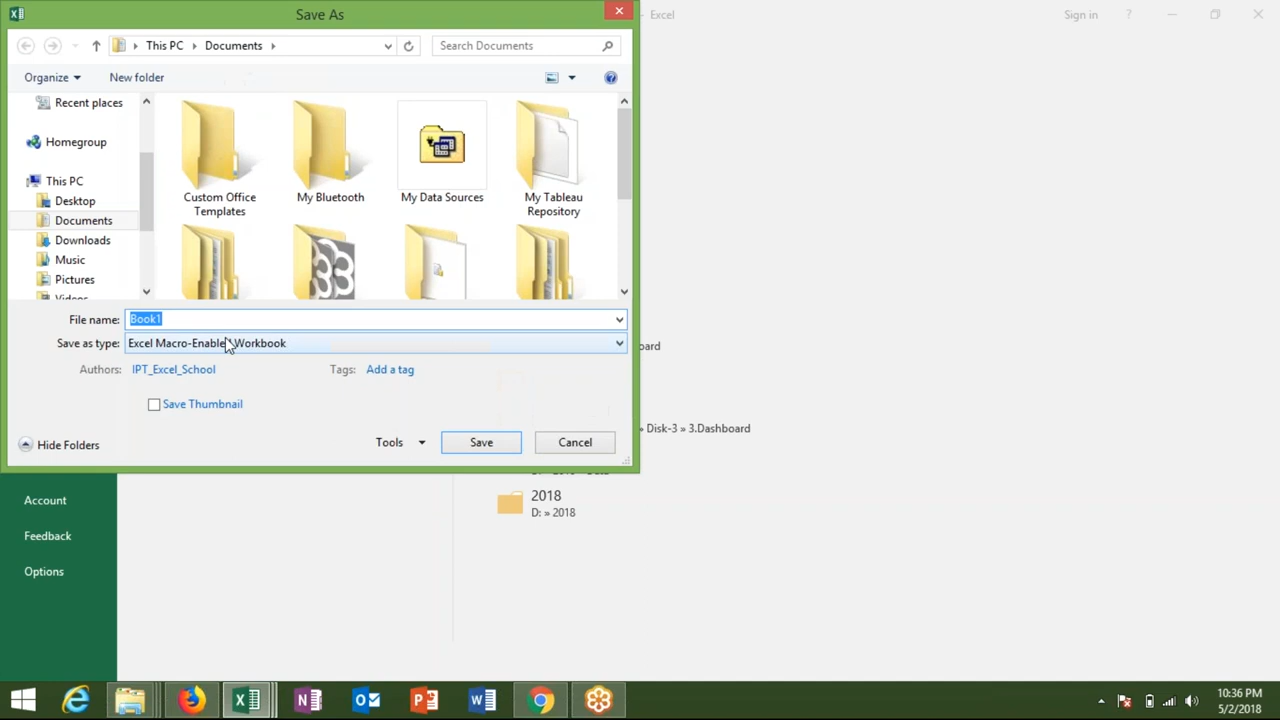 Save As
- Excel
Sign in
?
This PC
Documents
Search Documents
Organize
New folder
Recent places
Homegroup
This PC
Desktop
Documents
Downloads
Music
Pictures
Videos
Custom Office
Templates
My Bluetooth
My Data Sources
My Tableau
Repository
File name:
Book1
Save as type:
Excel Macro-Enabled Workbook
Authors:
IPT_Excel_School
Tags:
Add a tag
Save Thumbnail
Hide Folders
Tools
Save
Cancel
oard
» Disk-3 » 3.Dashboard
2018
D: » 2018
Account
Feedback
Options
10:36 PM
5/2/2018